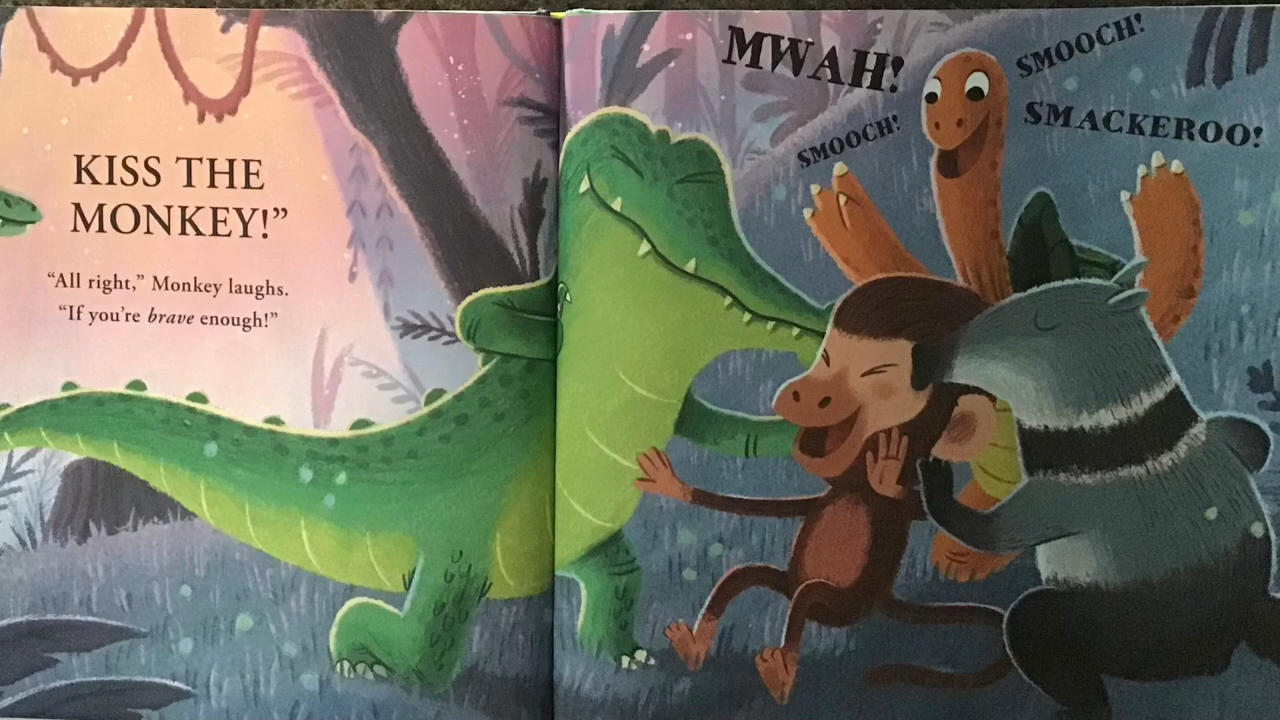 KISS THE
MONKEY!”
“All right,” Monkey laughs.
“If you're brave enough!”
MWAH!
SMOOCH!
SMOOCH!
SMACKEROO!